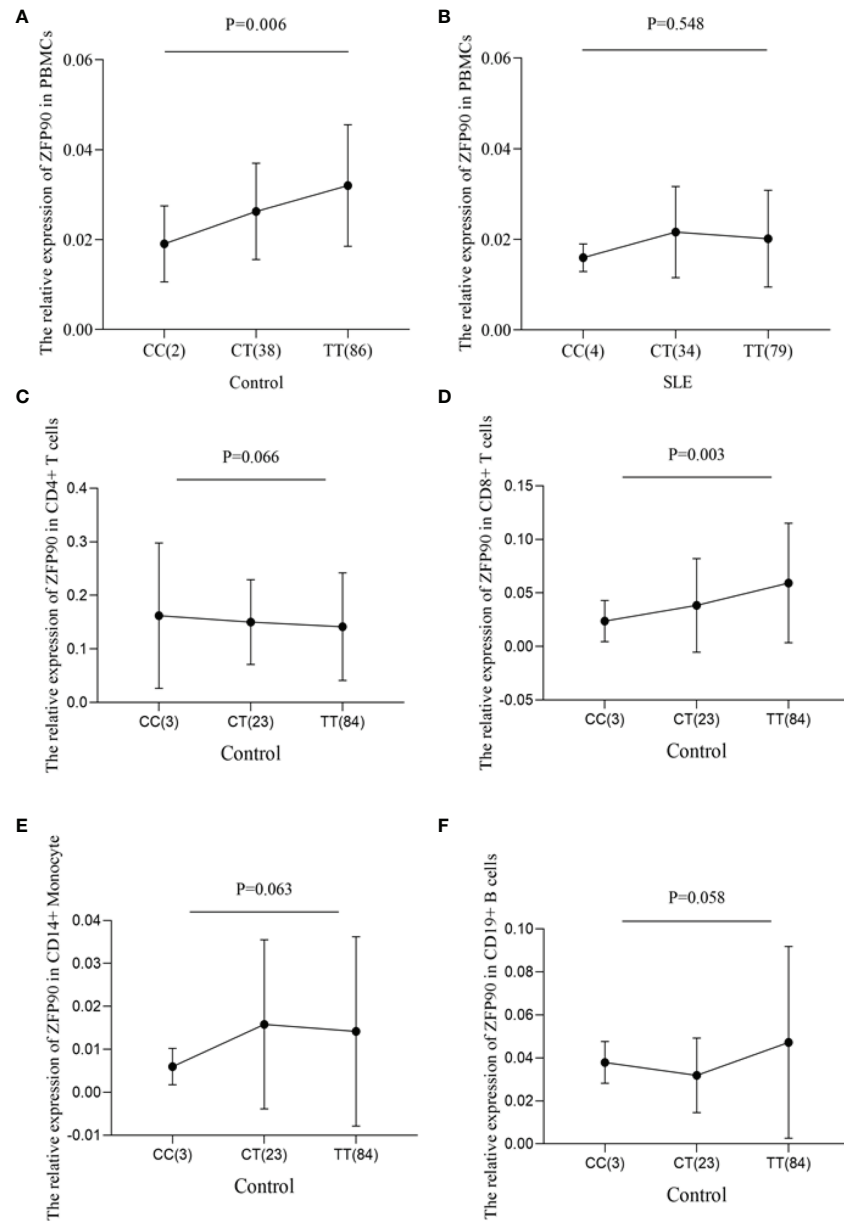 A
P=0.006
The relative expression of ZFP90 in PBMCs
0.06
0.04
0.02
0.00
CC(2) CT(38) TT(86)
Control
B
P=0.548
The relative expression of ZFP90 in PBMCs
0.06
0.04
0.02
0.00
CC(4) CT(34) TT(79)
SLE
C
P=0.066
The relative expression of ZFP90 in CD4+ T cells
0.4
0.3
0.2
0.1
0.0
CC(3) CT(23) TT(84)
Control
D
P=0.003
The relative expression of ZFP90 in CD8+ T cells
0.15
0.10
0.05
0.00
-0.05
CC(3) CT(23) TT(84)
Control
E
P=0.063
The relative expression of ZFP90 in CD14+ Monocyte
0.04
0.03
0.02
0.01
0.00
-0.01
CC(3) CT(23) TT(84)
Control
F
P=0.058
The relative expression of ZFP90 in CD19+ B cells
0.10
0.08
0.06
0.04
0.02
0.00
CC(3) CT(23) TT(84)
Control